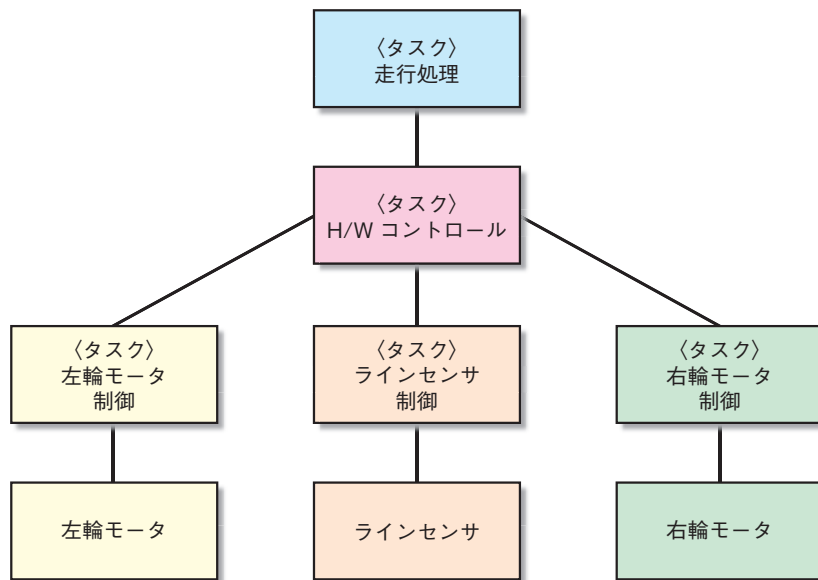 〈タスク〉
走行処理
〈タスク〉
H/W コントロール
〈タスク〉
左輪モータ
制御
〈タスク〉
ラインセンサ
制御
〈タスク〉
右輪モータ
制御
左輪モータ
ラインセンサ
右輪モータ